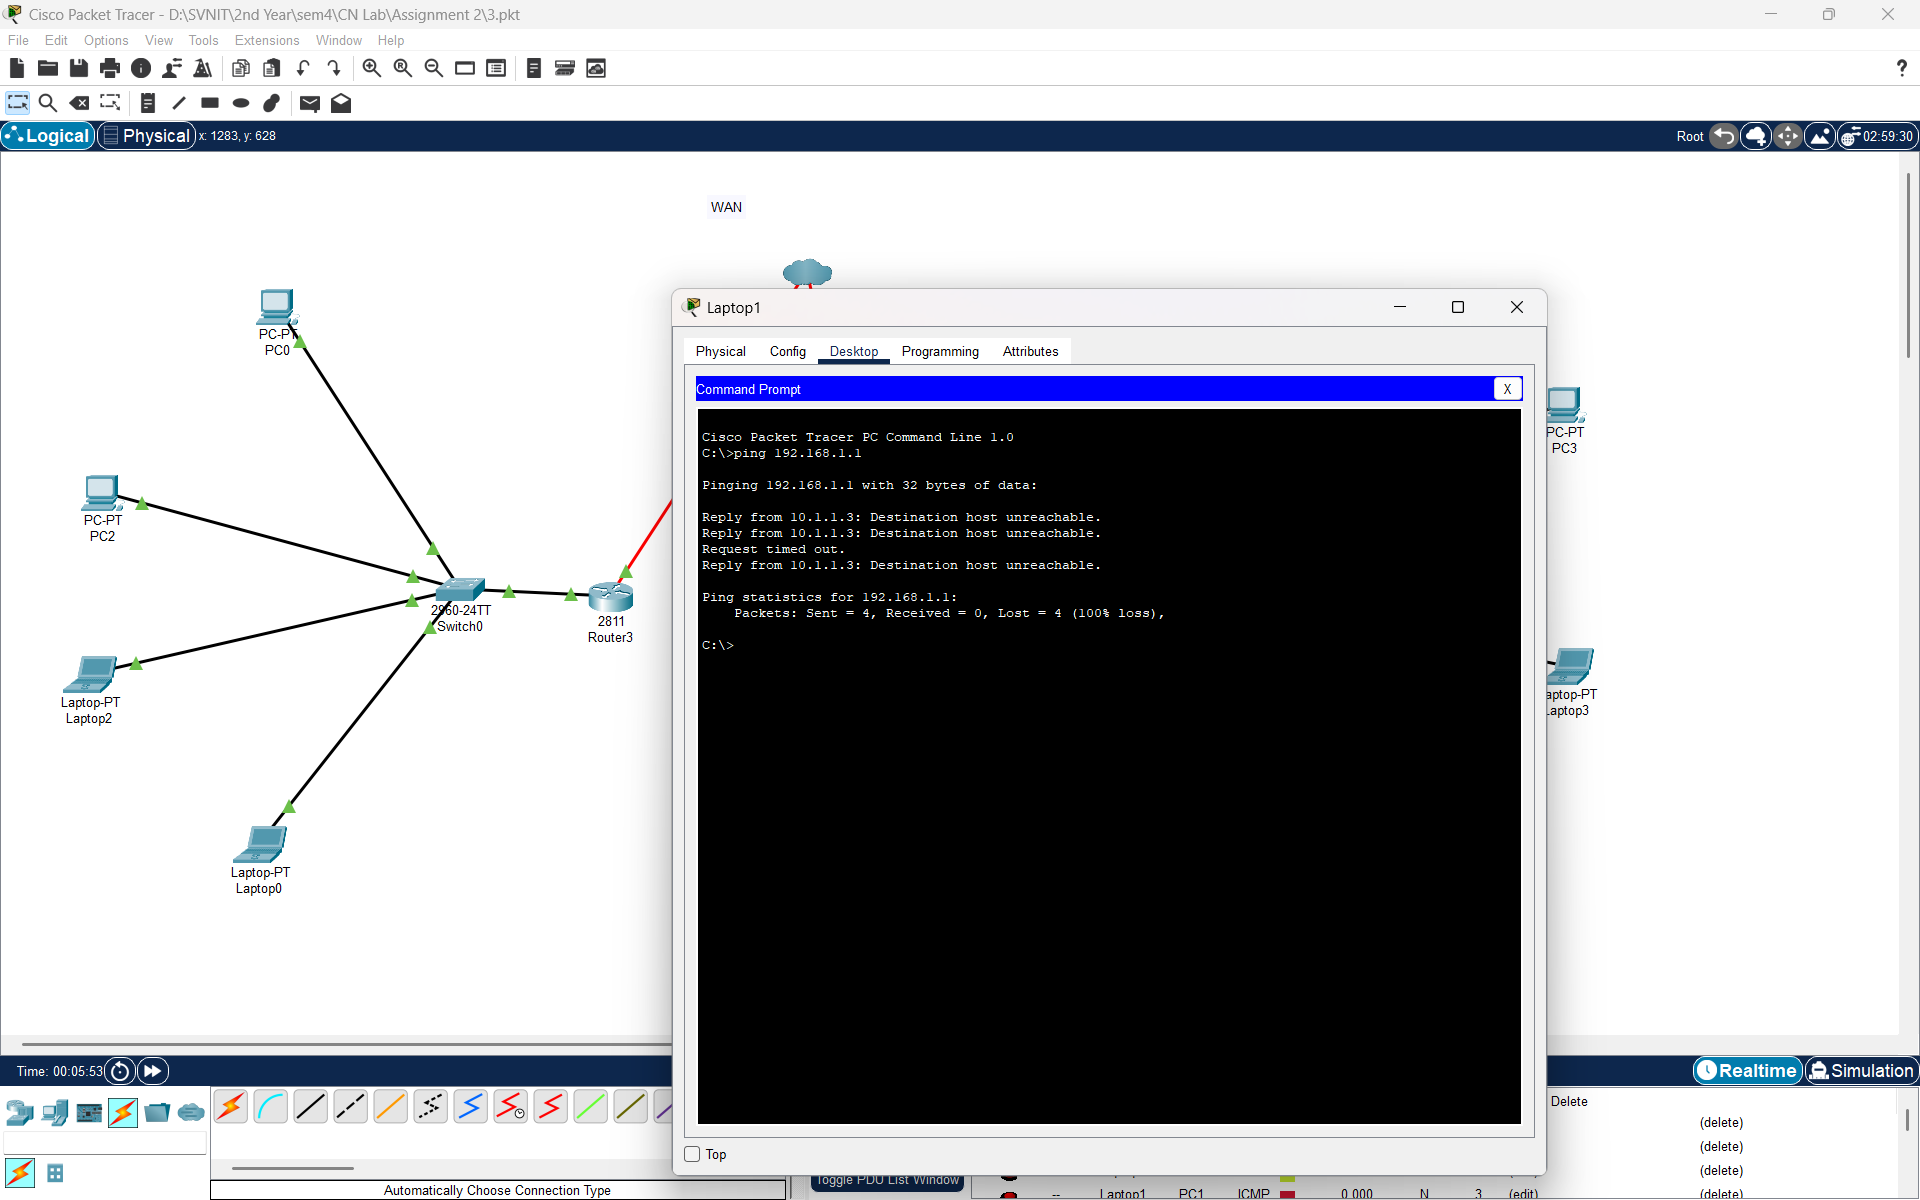 Cisco Packet Tracer - D:\SVNIT\2nd Year\sem4\CN Lab\Assignment 2\3.pkt
File Edit Options View Tools Extensions Window Help
?
Logical Physical x: 1283, y: 628 Root 02:59:30
WAN
PC-PT
PC0
PC-PT
PC2
Laptop-PT
Laptop2
Laptop-PT
Laptop0
2960-24TT
Switch0
2811
Router3
Laptop1
Physical Config Desktop Programming Attributes
Command Prompt X
Cisco Packet Tracer PC Command Line 1.0
C:\>ping 192.168.1.1
Pinging 192.168.1.1 with 32 bytes of data:
Reply from 10.1.1.3: Destination host unreachable.
Reply from 10.1.1.3: Destination host unreachable.
Request timed out.
Reply from 10.1.1.3: Destination host unreachable.
Ping statistics for 192.168.1.1:
Packets: Sent = 4, Received = 0, Lost = 4 (100% loss),
C:\>
Top
PC-PT
PC3
aptop-PT
aptop3
Time: 00:05:53 Realtime Simulation
Delete
(delete)
(delete)
(delete)
Toggle PDU List Window
-- Laptop1 PC1 ICMP 0.000 N 3 (edit) (delete)
Automatically Choose Connection Type